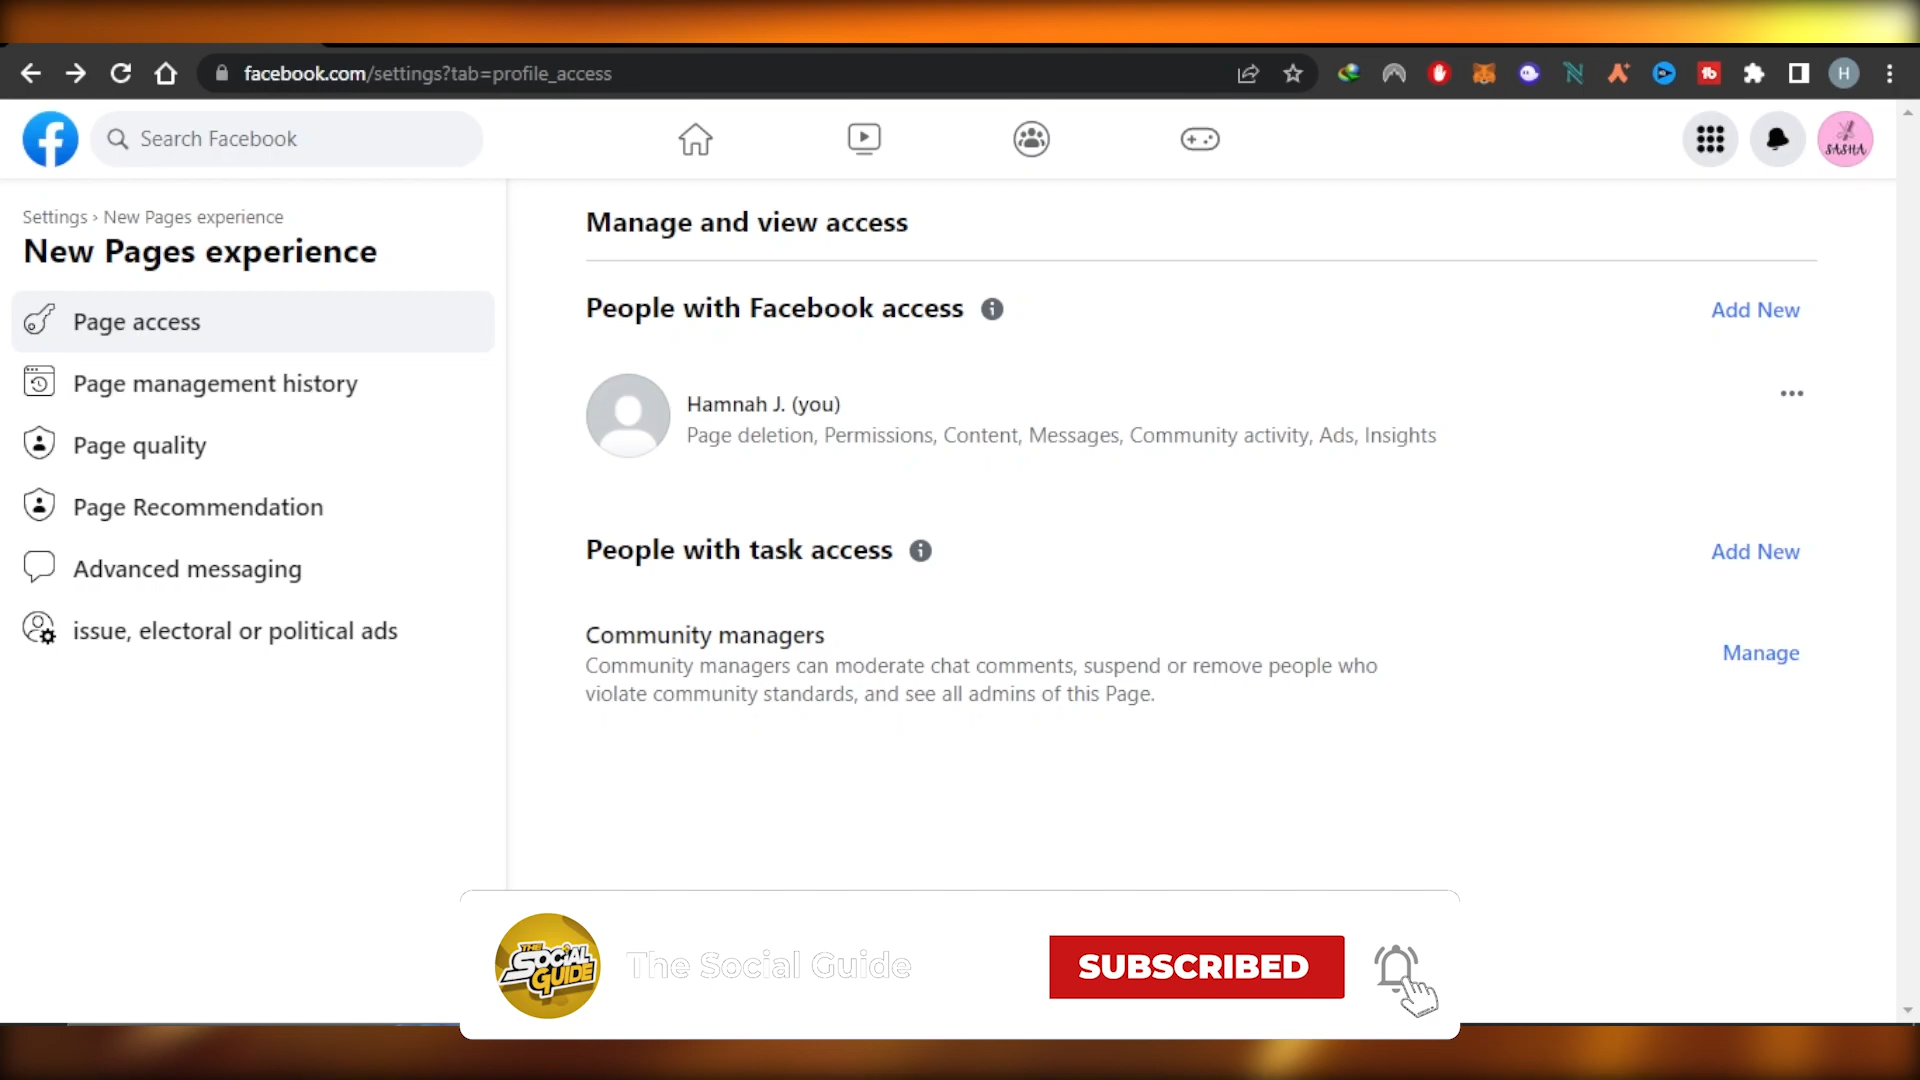 facebook.com/settings?tab=profile_access
H
Search Facebook
SASHA
Settings › New Pages experience
New Pages experience
Page access
Page management history
Page quality
Page Recommendation
Advanced messaging
issue, electoral or political ads
Manage and view access
People with Facebook access
Add New
Hamnah J. (you)
Page deletion, Permissions, Content, Messages, Community activity, Ads, Insights
People with task access
Add New
Community managers
Community managers can moderate chat comments, suspend or remove people who
violate community standards, and see all admins of this Page.
Manage
THE
SOCIAL
GUIDE
The Social Guide
SUBSCRIBED